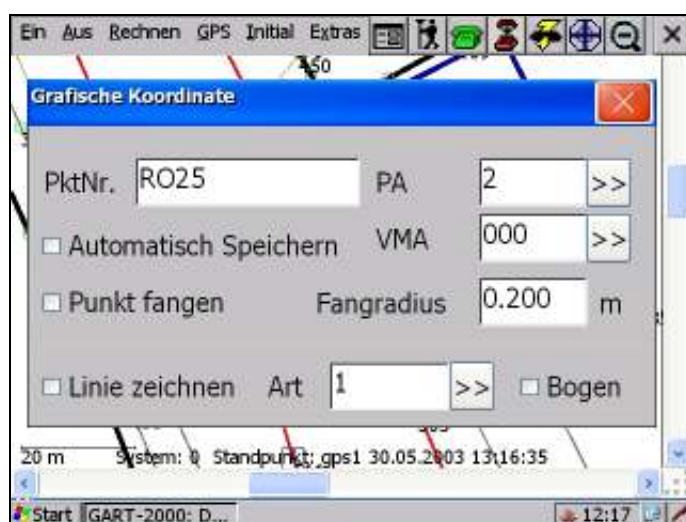 Ein Aus Rechnen GPS Initial Extras
450
Grafische Koordinate
PktNr. RO25 PA 2 >>
Automatisch Speichern VMA 000 >>
Punkt fangen Fangradius 0.200 m
Linie zeichnen Art 1 >> Bogen
20 m System: 0 Standpunkt: gps1 30.05.2003 13:16:35
Start GART-2000: D... 12:17